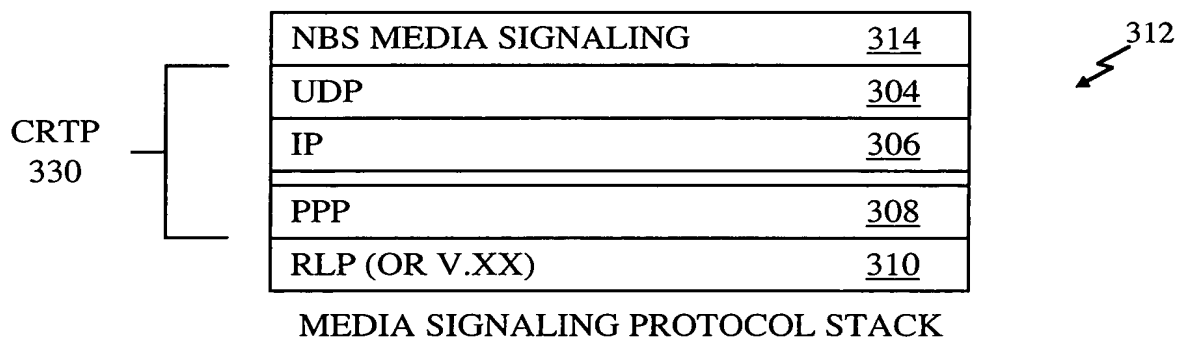 NBS MEDIA SIGNALING 314
312
UDP 304
CRTP
330
IP 306
PPP 308
RLP (OR V.XX) 310
MEDIA SIGNALING PROTOCOL STACK